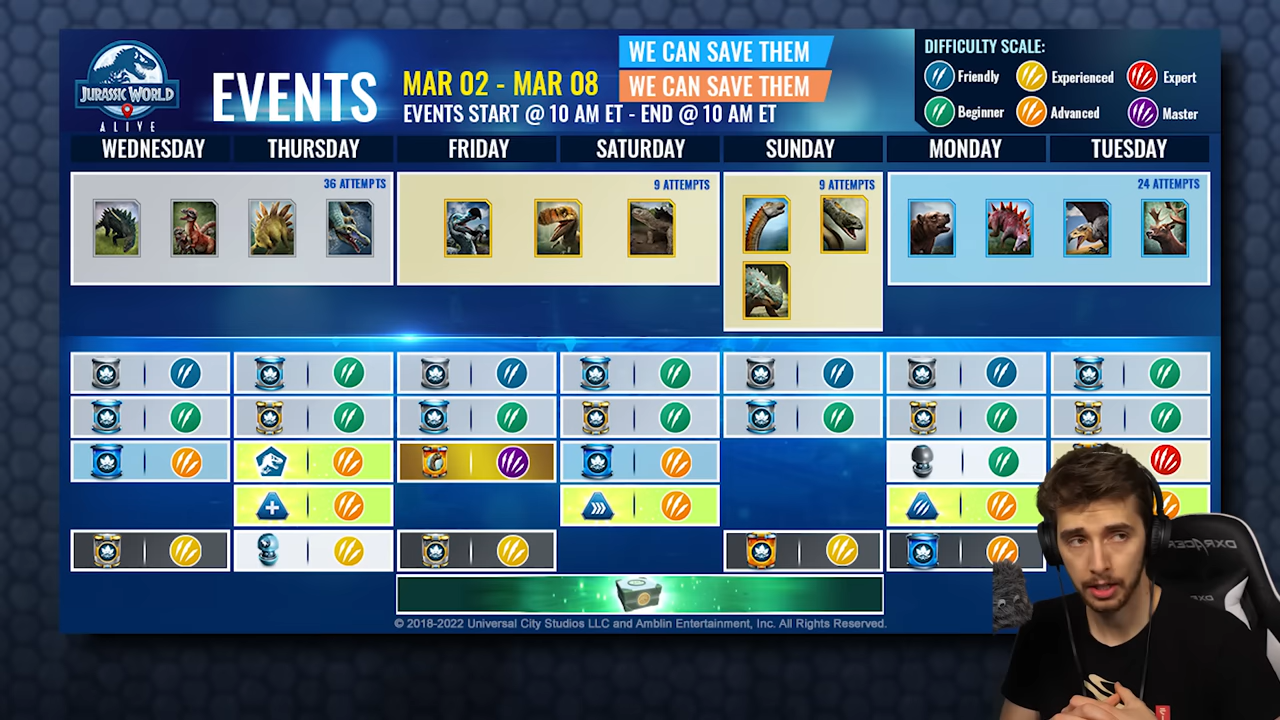 JURASSIC WORLD
ALIVE
EVENTS
MAR 02 - MAR 08
WE CAN SAVE THEM
WE CAN SAVE THEM
EVENTS START @ 10 AM ET - END @ 10 AM ET
DIFFICULTY SCALE:
Friendly
Experienced
Expert
Beginner
Advanced
Master
WEDNESDAY
THURSDAY
FRIDAY
SATURDAY
SUNDAY
MONDAY
TUESDAY
36 ATTEMPTS
9 ATTEMPTS
9 ATTEMPTS
24 ATTEMPTS
© 2018-2022 Universal City Studios LLC and Amblin Entertainment, Inc. All Rights Reserved.